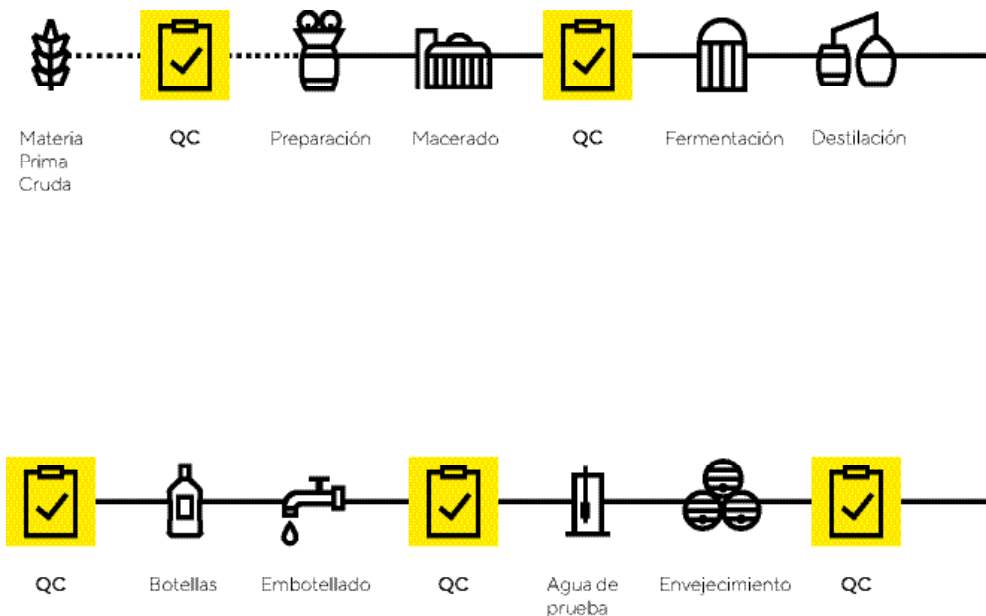 Materia
Prima
Cruda
QC
Preparación
Macerado
QC
Fermentación
Destilación
QC
Botellas
Embotellado
QC
Agua de
prueba
Envejecimiento
QC